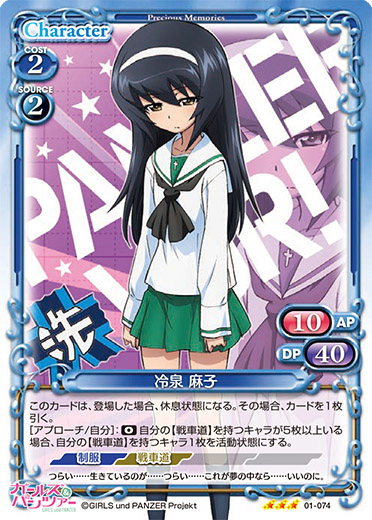 Precious Memories
Character
COST
2
SOURCE
2
PANZER
GIRL
洗
10 AP
DP 40
冷泉 麻子
このカードは、登場した場合、休息状態になる。その場合、カードを1枚
引く。
[アプローチ/自分]:自分の【戦車道】を持つキャラが5枚以上いる
場合、自分の【戦車道】を持つキャラ1枚を活動状態にする。
制服 戦車道
つらい……生きているのが……つらい……これが夢の中なら……いいのに。
ガールズ&パンツァー
GIRLS und PANZER
©GIRLS und PANZER Projekt
01-074